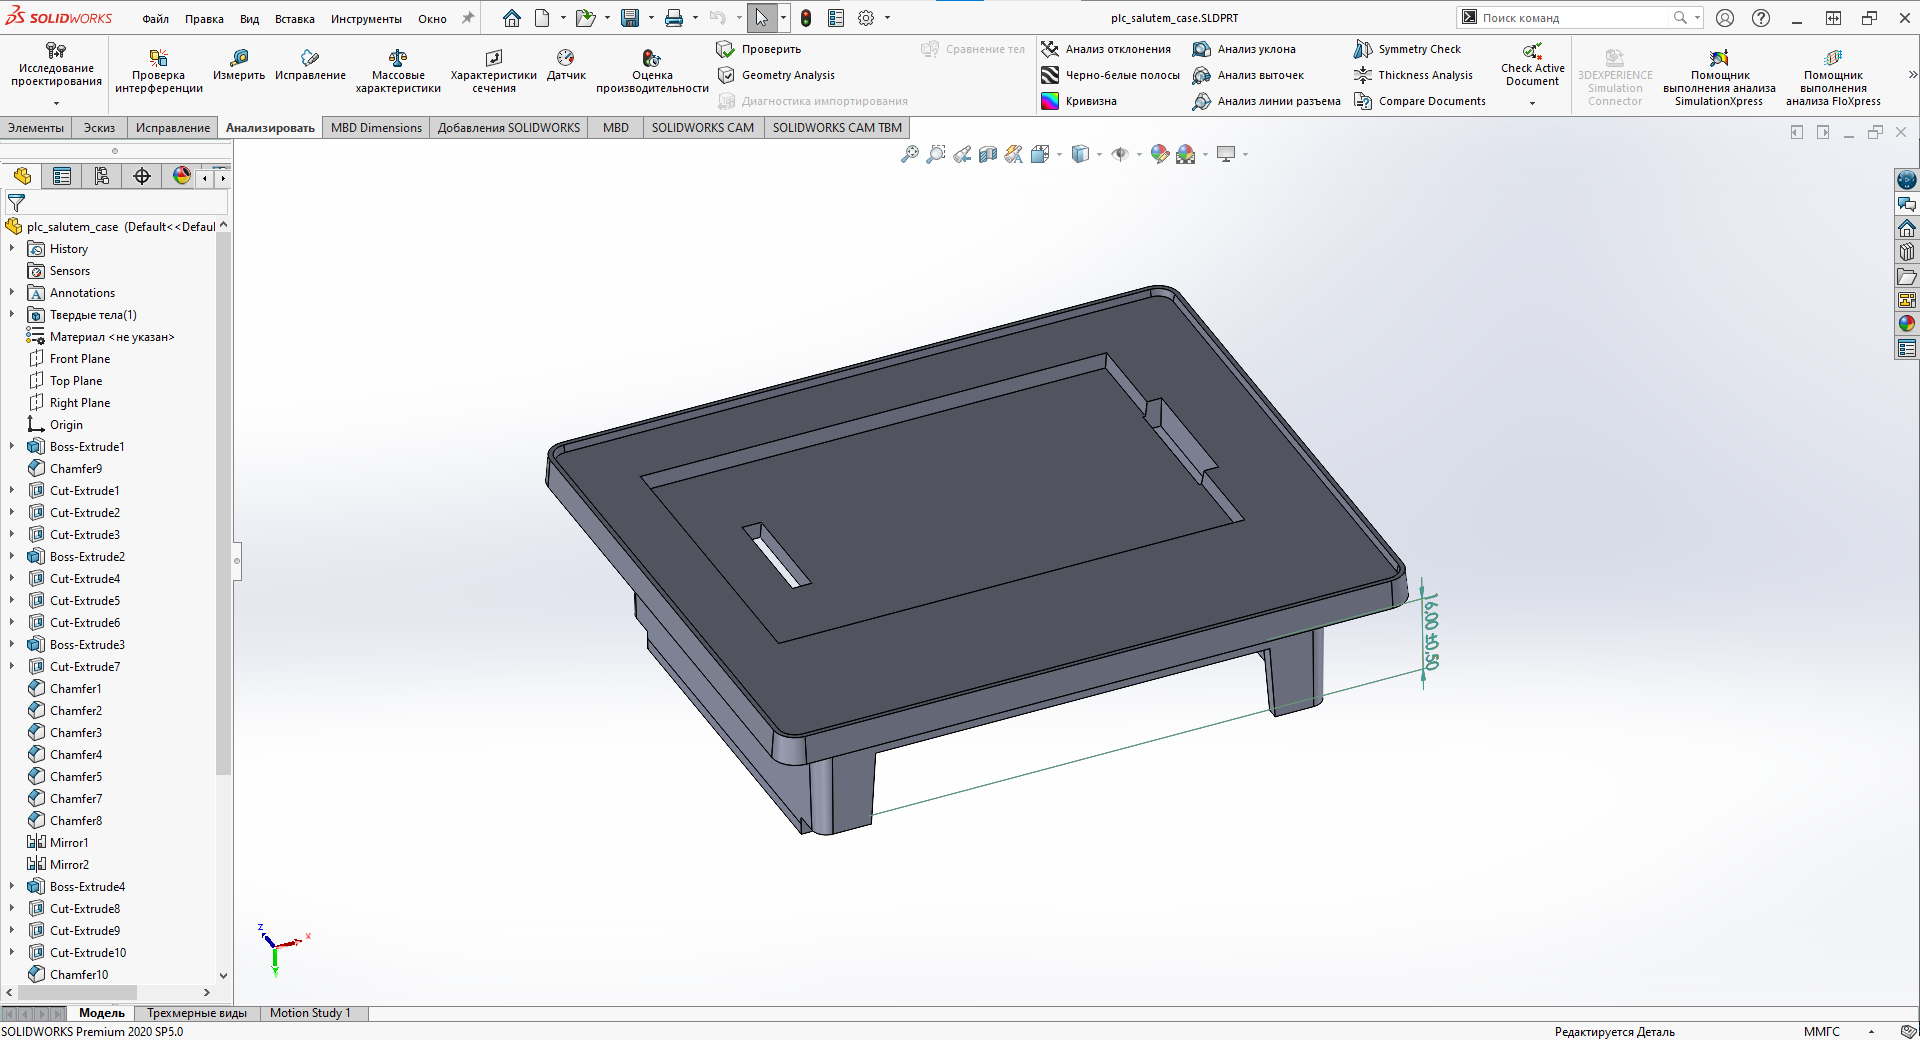 SOLIDWORKS
Файл Правка Вид Вставка Инструменты Окно
plc_salutem_case.SLDPRT
Поиск команд
Исследование проектирования
Проверка интерференции
Измерить
Исправление
Массовые характеристики
Характеристики сечения
Датчик
Оценка производительности
Проверить
Geometry Analysis
Диагностика импортирования
Сравнение тел
Анализ отклонения
Черно-белые полосы
Кривизна
Анализ уклона
Анализ выточек
Анализ линии разъема
Symmetry Check
Thickness Analysis
Compare Documents
Check Active Document
3DEXPERIENCE Simulation Connector
Помощник выполнения анализа SimulationXpress
Помощник выполнения анализа FloXpress
Элементы Эскиз Исправление Анализировать MBD Dimensions Добавления SOLIDWORKS MBD SOLIDWORKS CAM SOLIDWORKS CAM TBM
plc_salutem_case (Default<<Defaul
History
Sensors
Annotations
Твердые тела(1)
Материал <не указан>
Front Plane
Top Plane
Right Plane
Origin
Boss-Extrude1
Chamfer9
Cut-Extrude1
Cut-Extrude2
Cut-Extrude3
Boss-Extrude2
Cut-Extrude4
Cut-Extrude5
Cut-Extrude6
Boss-Extrude3
Cut-Extrude7
Chamfer1
Chamfer2
Chamfer3
Chamfer4
Chamfer5
Chamfer7
Chamfer8
Mirror1
Mirror2
Boss-Extrude4
Cut-Extrude8
Cut-Extrude9
Cut-Extrude10
Chamfer10
16,00 ±0,50
z
x
Модель Трехмерные виды Motion Study 1
SOLIDWORKS Premium 2020 SP5.0
Редактируется Деталь
ММГС